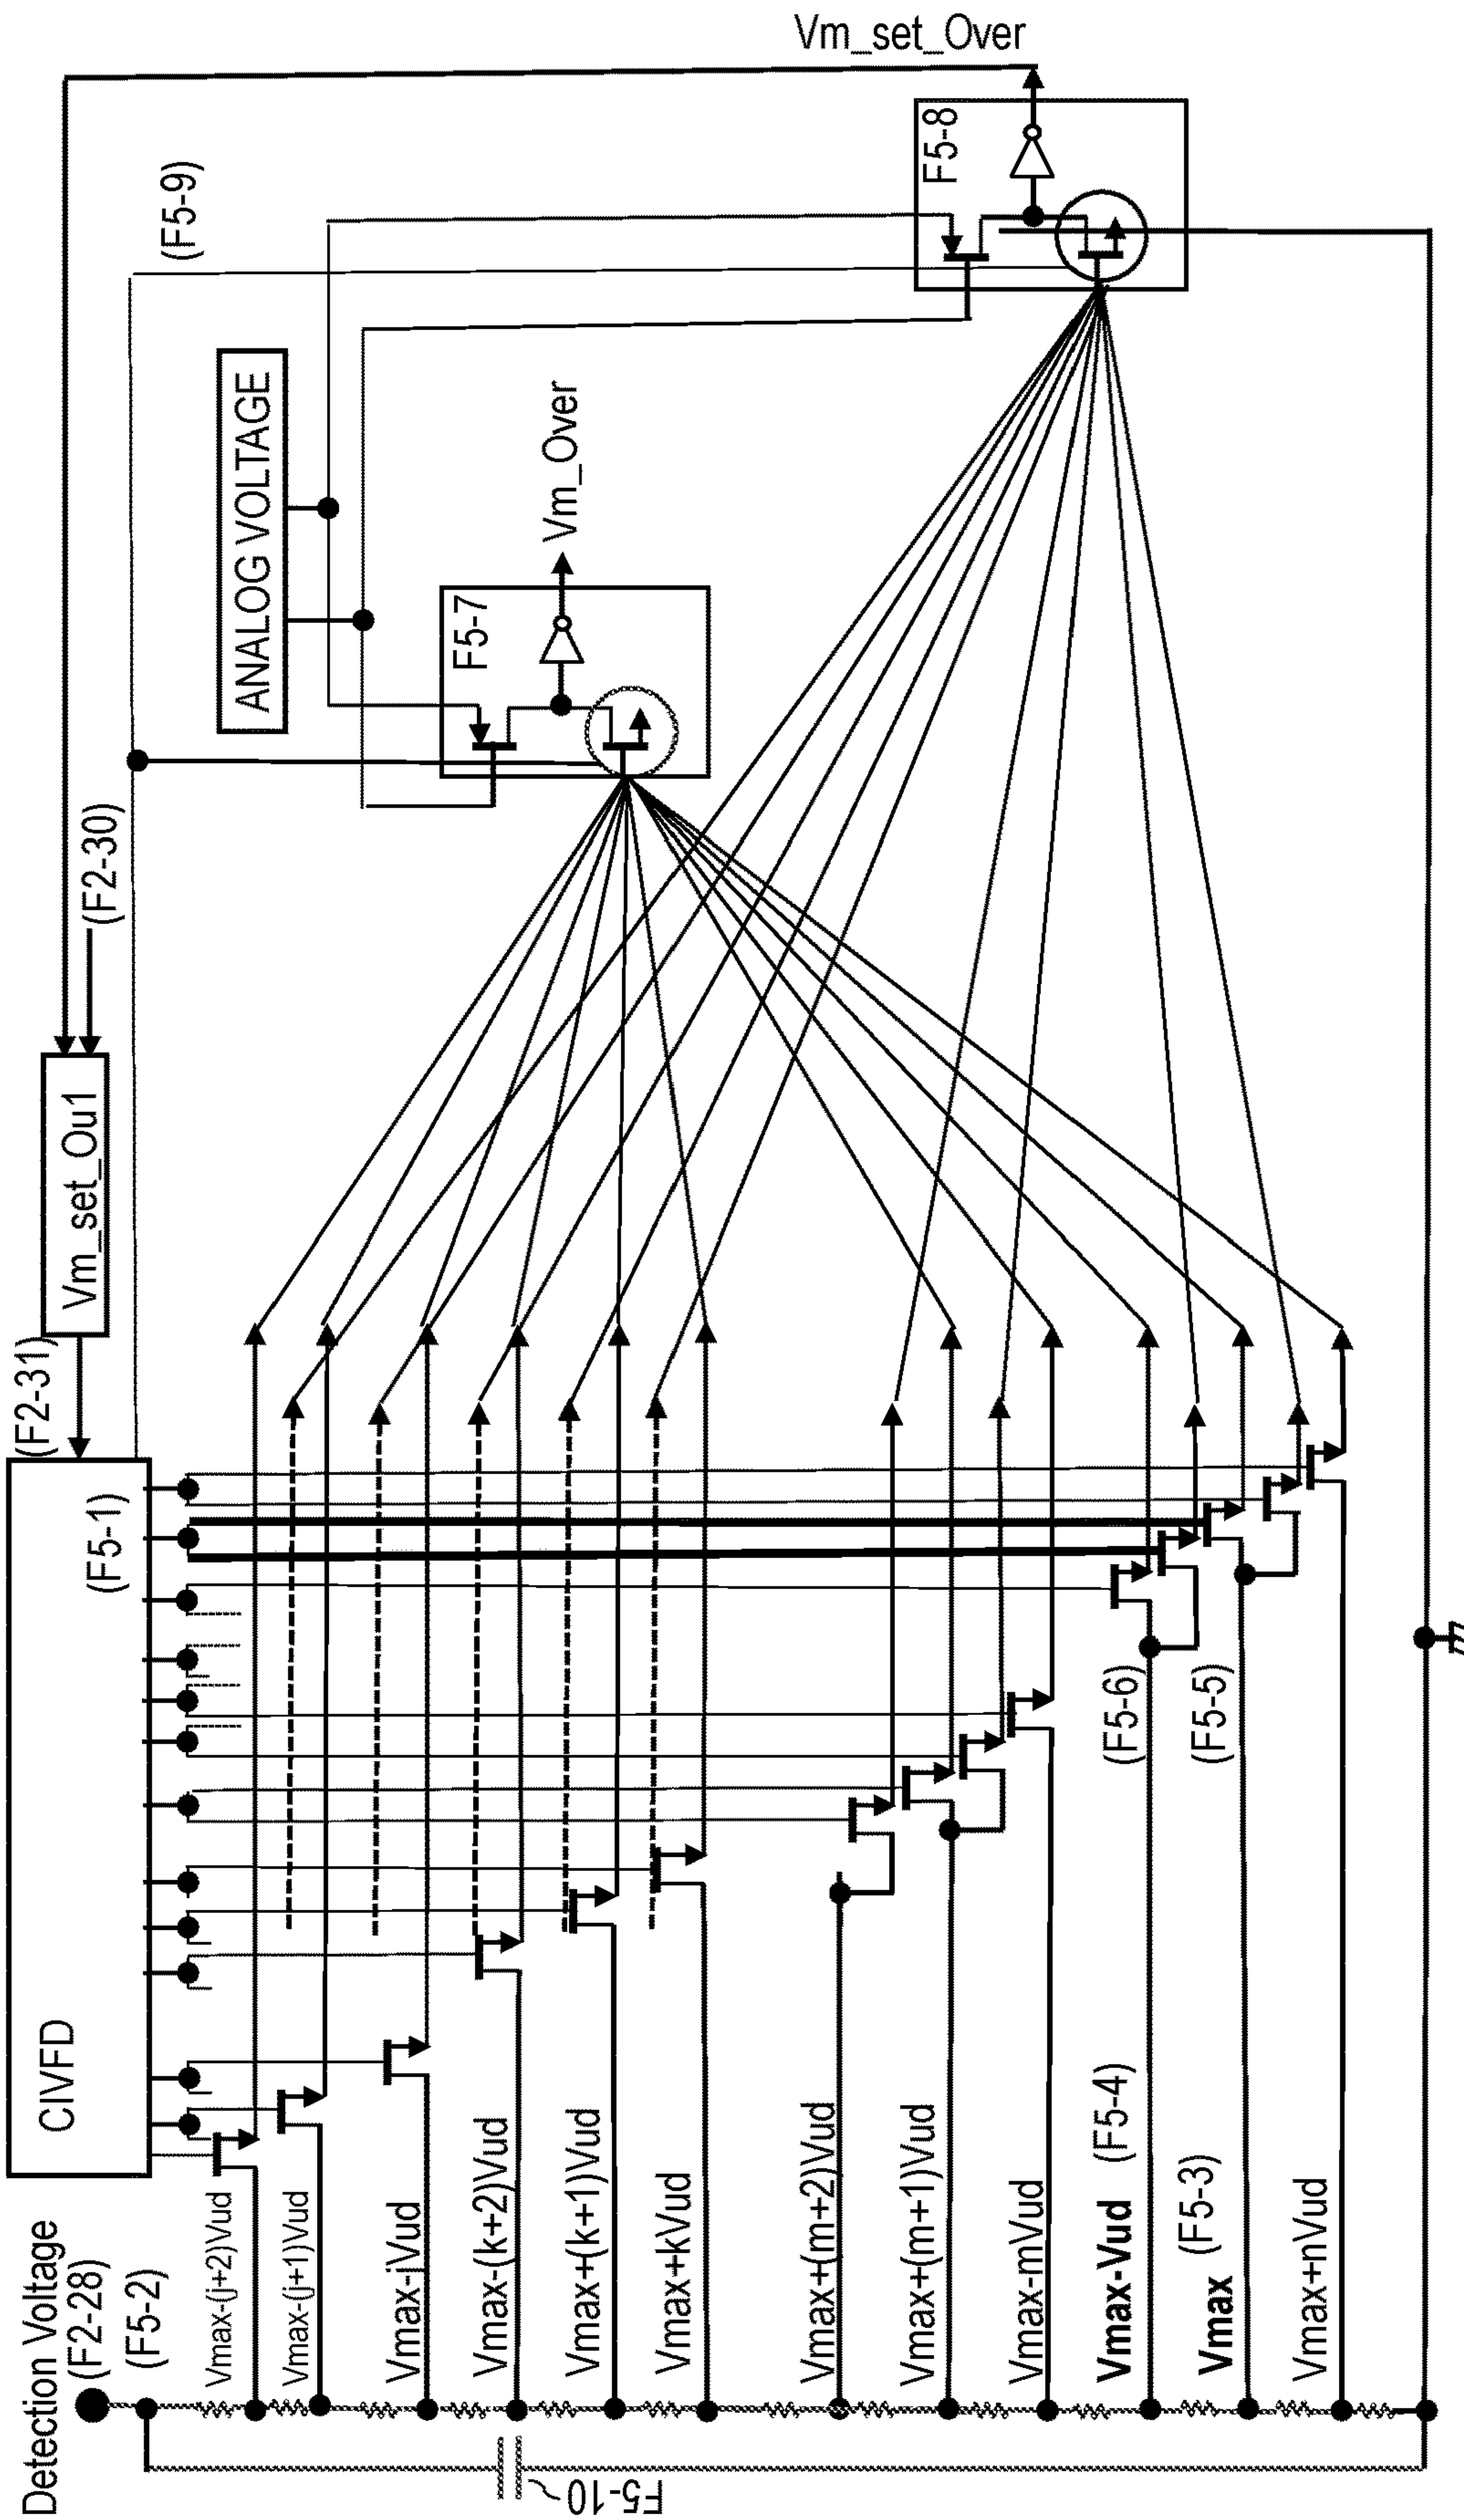 Detection Voltage
(F2-28)
(F5-2)
CIVFD
(F5-1)
(F2-31)
Vm_set_Ou1
(F2-30)
(F5-9)
Vm_set_Over
ANALOG VOLTAGE
F5-7
Vm_Over
F5-8
Vmax-(j+2)Vud
Vmax-(j+1)Vud
Vmax-jVud
Vmax-(k+2)Vud
Vmax+(k+1)Vud
Vmax+kVud
Vmax+(m+2)Vud
Vmax+(m+1)Vud
Vmax-mVud
Vmax-Vud (F5-4)
(F5-6)
Vmax (F5-3)
(F5-5)
Vmax+nVud
F5-10